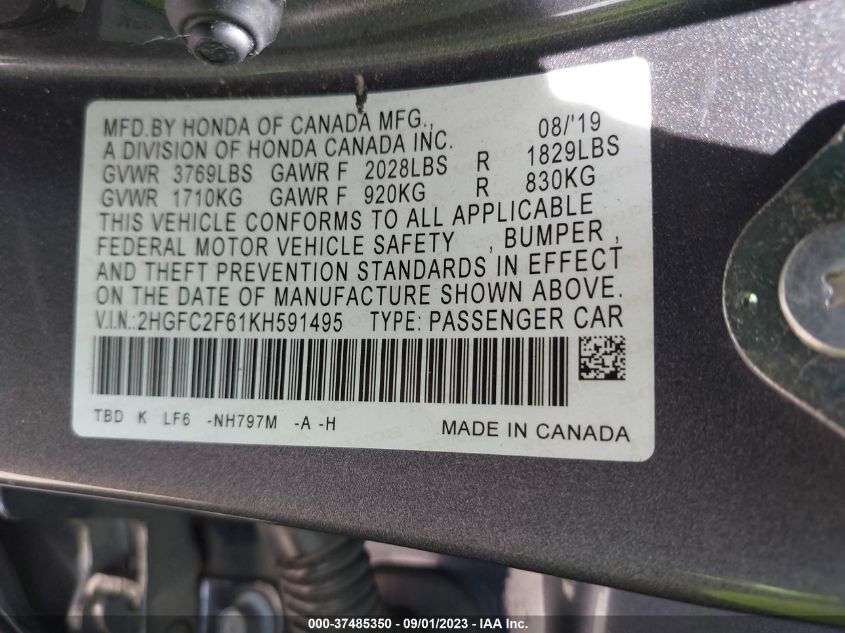 MFD.BY HONDA OF CANADA MFG., 08/'19
A DIVISION OF HONDA CANADA INC.
GVWR 3769LBS GAWR F 2028LBS R 1829LBS
GVWR 1710KG GAWR F 920KG R 830KG
THIS VEHICLE CONFORMS TO ALL APPLICABLE
FEDERAL MOTOR VEHICLE SAFETY , BUMPER ,
AND THEFT PREVENTION STANDARDS IN EFFECT
ON THE DATE OF MANUFACTURE SHOWN ABOVE.
V.I.N.:2HGFC2F61KH591495 TYPE: PASSENGER CAR
TBD K LF6 -NH797M -A -H MADE IN CANADA
000-37485350 - 09/01/2023 - IAA Inc.